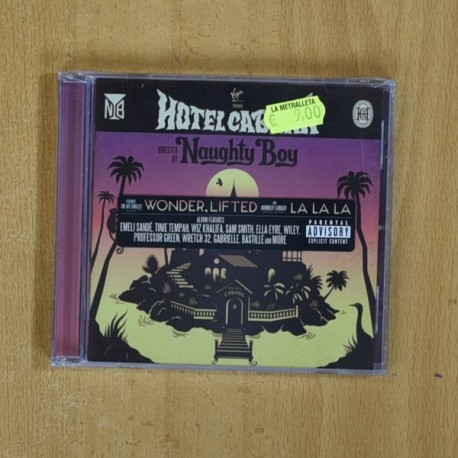 Virgin
LA METRALLETA
€ 9,00
HOTEL
DIRECTED BY Naughty Boy
WONDER, LIFTED
LA LA LA
ALBUM FEATURES
EMELI SANDÉ, TINIE TEMPAH, WIZ KHALIFA, SAM SMITH, ELLA EYRE, WILEY,
PROFESSOR GREEN, WRETCH 32, GABRIELLE, BASTILLE AND MORE
PARENTAL
ADVISORY
EXPLICIT CONTENT
CABANA